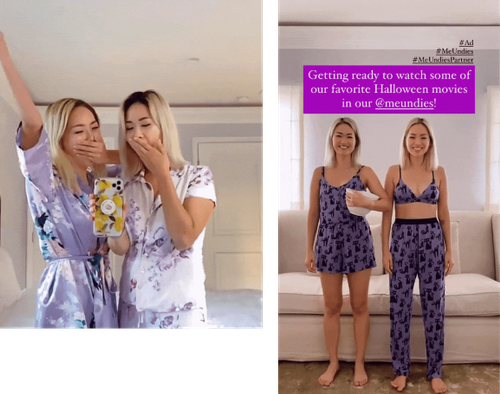 #Ad
#MeUndies
#MeUndiesPartner
Getting ready to watch some of
our favorite Halloween movies
in our @meundies!